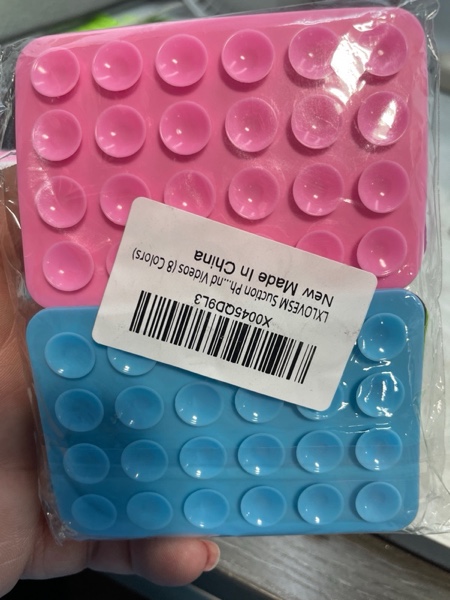 X0045QD9L3
LXLOVESM Suction Ph...nd Videos (8 Colors)
New Made In China